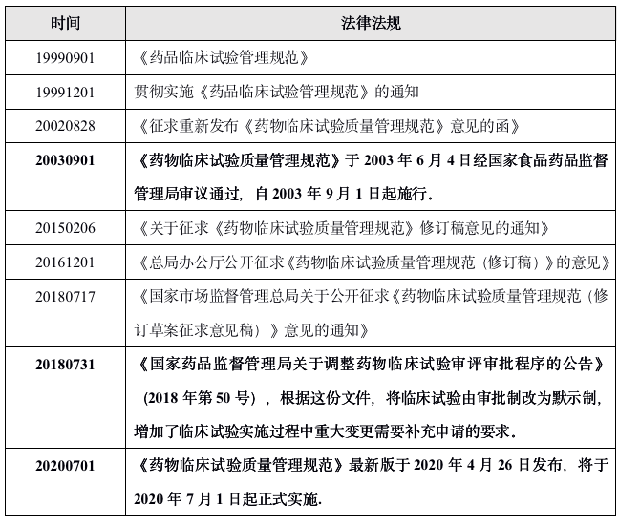 时间 法律法规
19990901 《药品临床试验管理规范》
19991201 贯彻实施《药品临床试验管理规范》的通知
20020828 《征求重新发布《药物临床试验质量管理规范》意见的函》
20030901 《药物临床试验质量管理规范》于 2003 年 6 月 4 日经国家食品药品监督
管理局审议通过，自 2003 年 9 月 1 日起施行.
20150206 《关于征求《药物临床试验质量管理规范》修订稿意见的通知》
20161201 《总局办公厅公开征求《药物临床试验质量管理规范（修订稿）》的意见》
20180717 《国家市场监督管理总局关于公开征求《药物临床试验质量管理规范（修
订草案征求意见稿）》意见的通知》
20180731 《国家药品监督管理局关于调整药物临床试验审评审批程序的公告》
（2018 年第 50 号），根据这份文件，将临床试验由审批制改为默示制，
增加了临床试验实施过程中重大变更需要补充申请的要求.
20200701 《药物临床试验质量管理规范》最新版于 2020 年 4 月 26 日发布，将于
2020 年 7 月 1 日起正式实施.